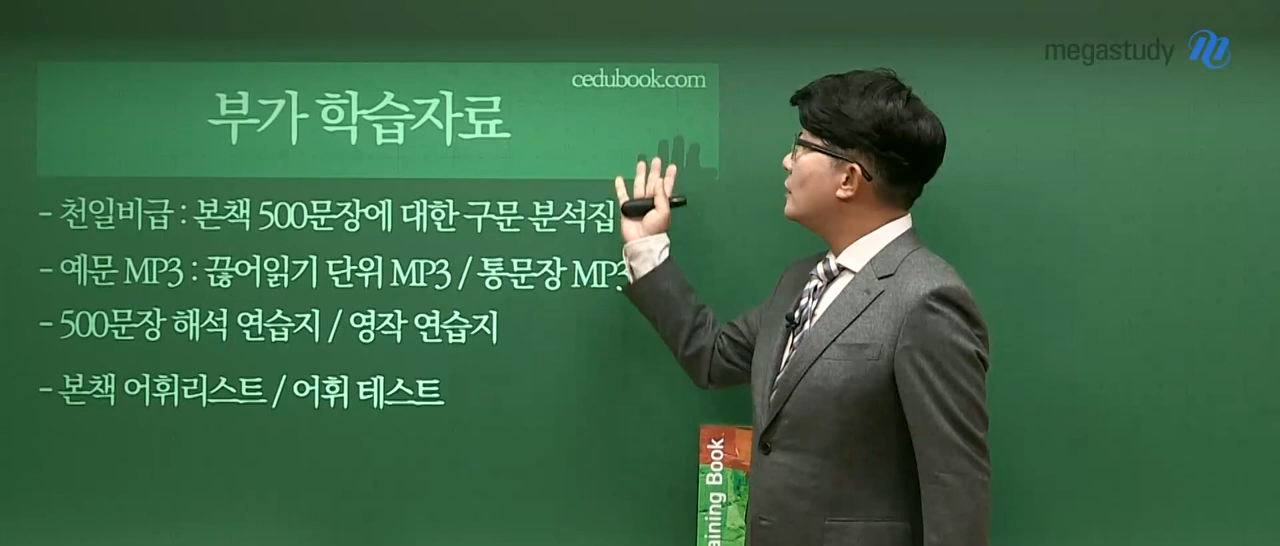 megastudy
cedubook.com
부가 학습자료
- 천일비급 : 본책 500문장에 대한 구문 분석집
- 예문 MP3 : 끊어읽기 단위 MP3 / 통문장 MP3
- 500문장 해석 연습지 / 영작 연습지
- 본책 어휘리스트 / 어휘 테스트
aining Book